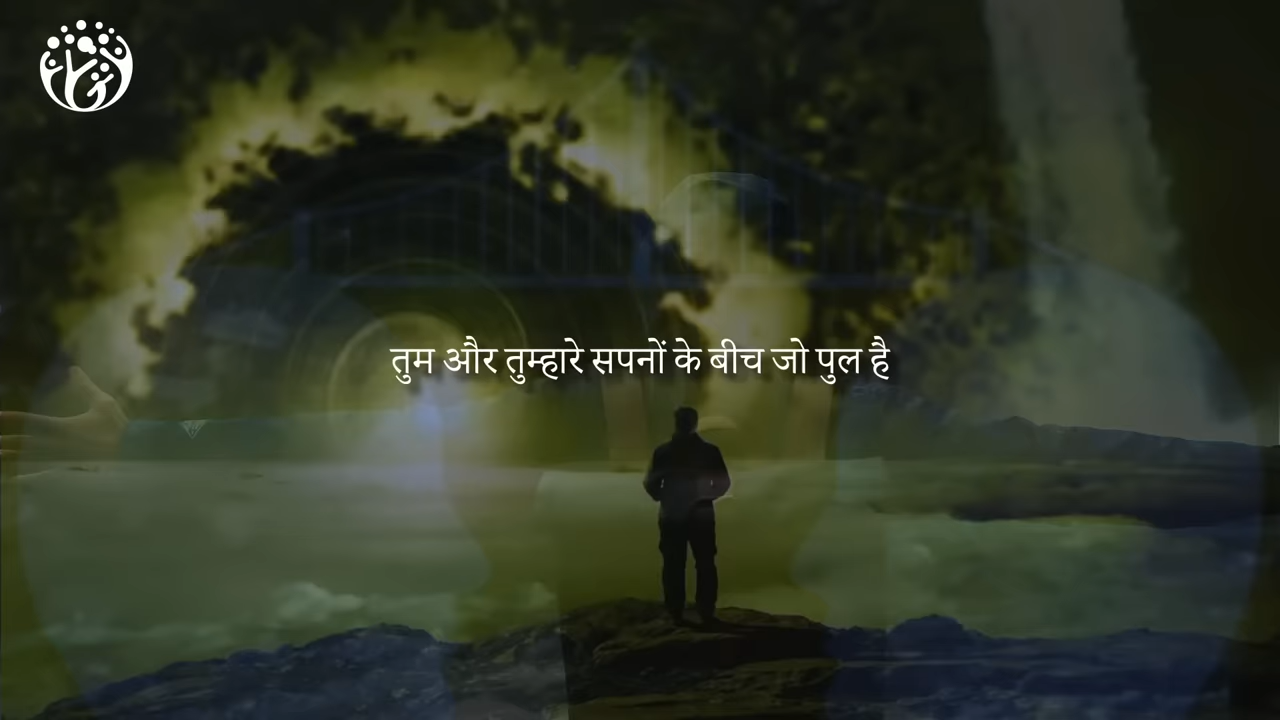 तुम और तुम्हारे सपनों के बीच जो पुल है